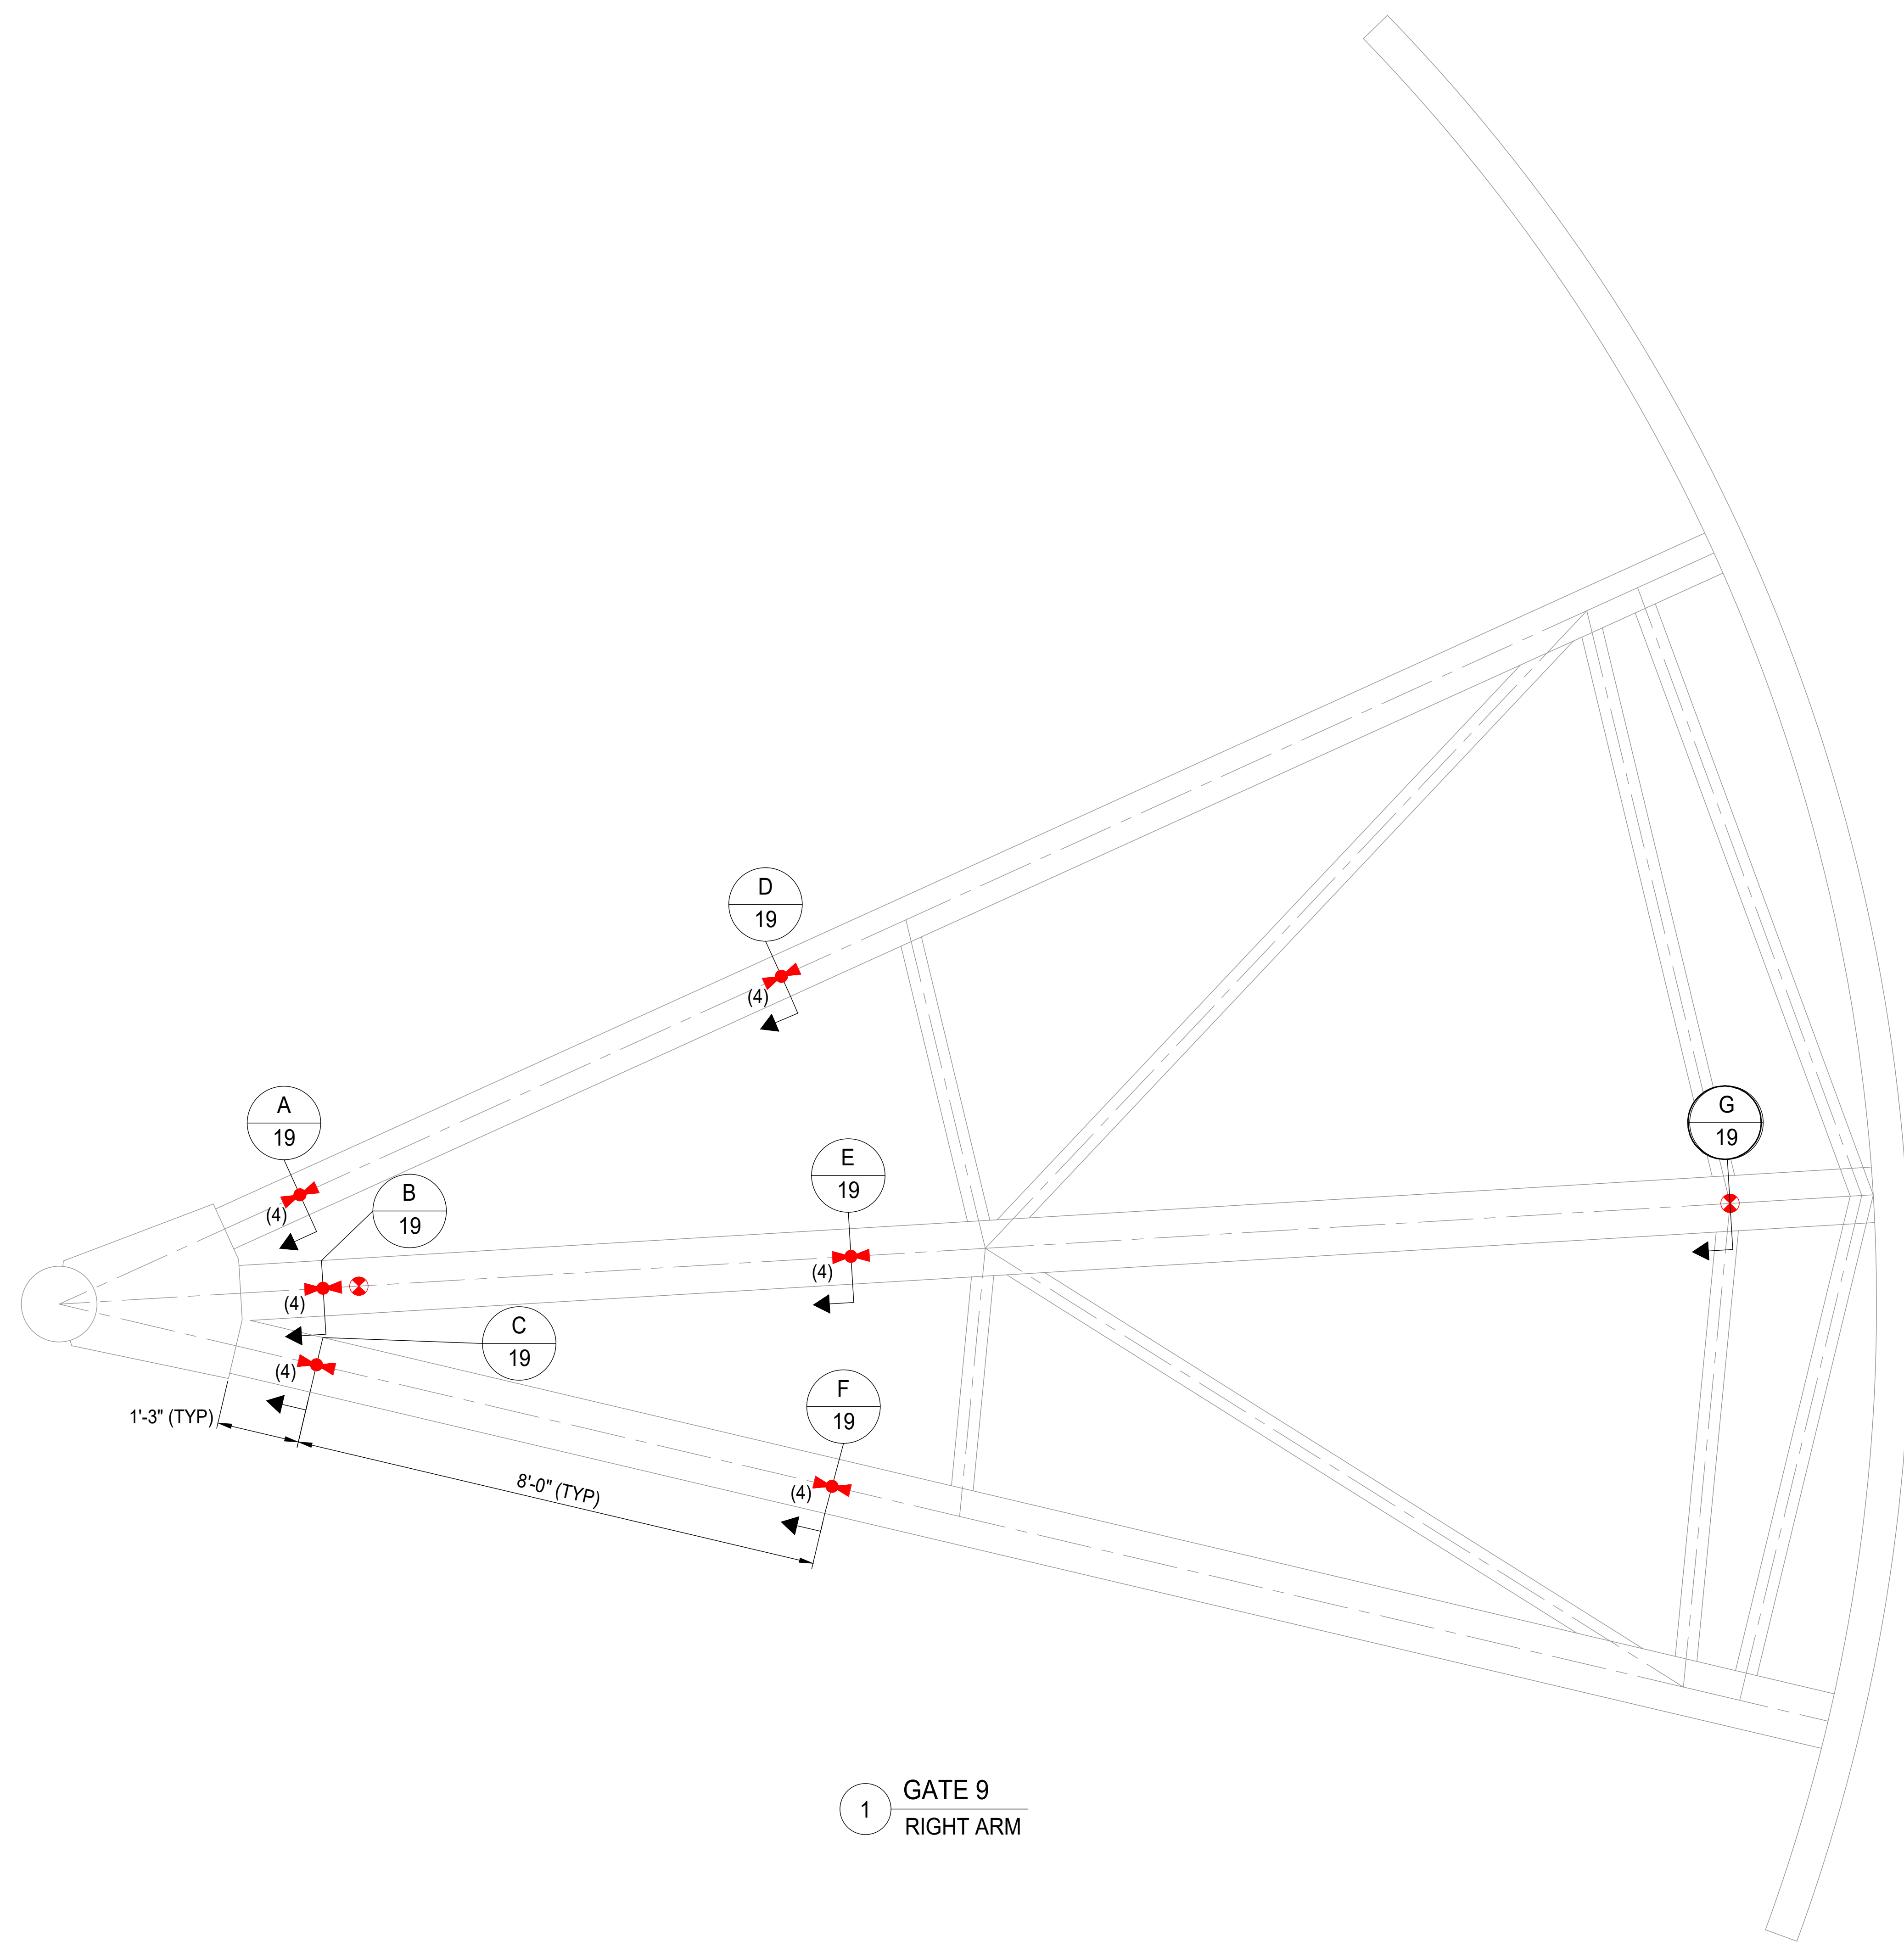 D
19
A
19
G
19
E
19
B
19
(4)
(4)
(4)
(4)
C
19
(4)
F
19
(4)
1'-3" (TYP)
8'-0" (TYP)
1
GATE 9
RIGHT ARM